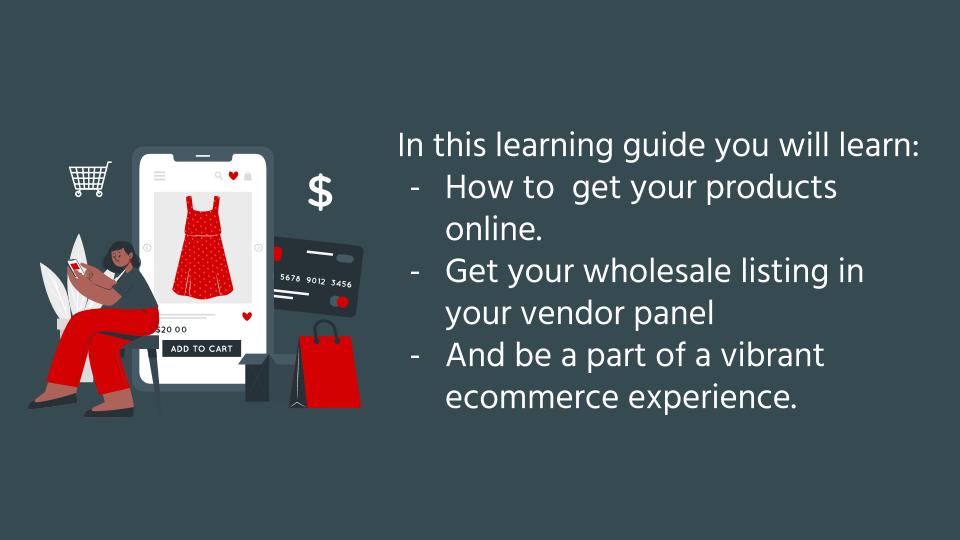 In this learning guide you will learn:
- How to  get your products
online.
- Get your wholesale listing in
your vendor panel
- And be a part of a vibrant
ecommerce experience.
$
5678 9012 3456
$20 00
ADD TO CART